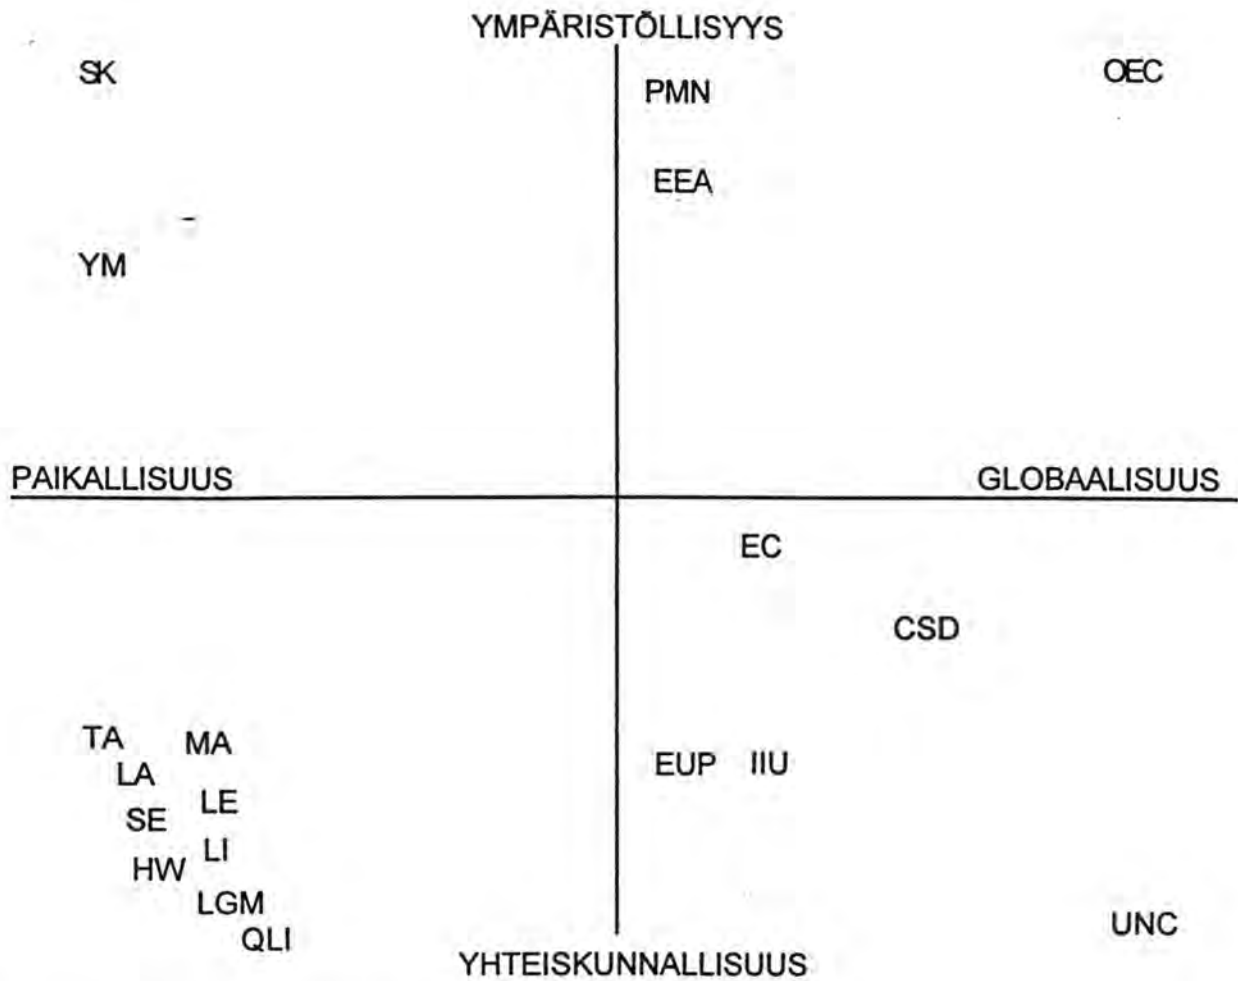 YMPÄRISTÖLLISYYS
SK
PMN
OEC
EEA
YM
PAIKALLISUUS
GLOBAALISUUS
EC
CSD
TA
MA
LA
EUP
IIU
LE
SE
LI
HW
LGM
QLI
UNC
YHTEISKUNNALLISUUS